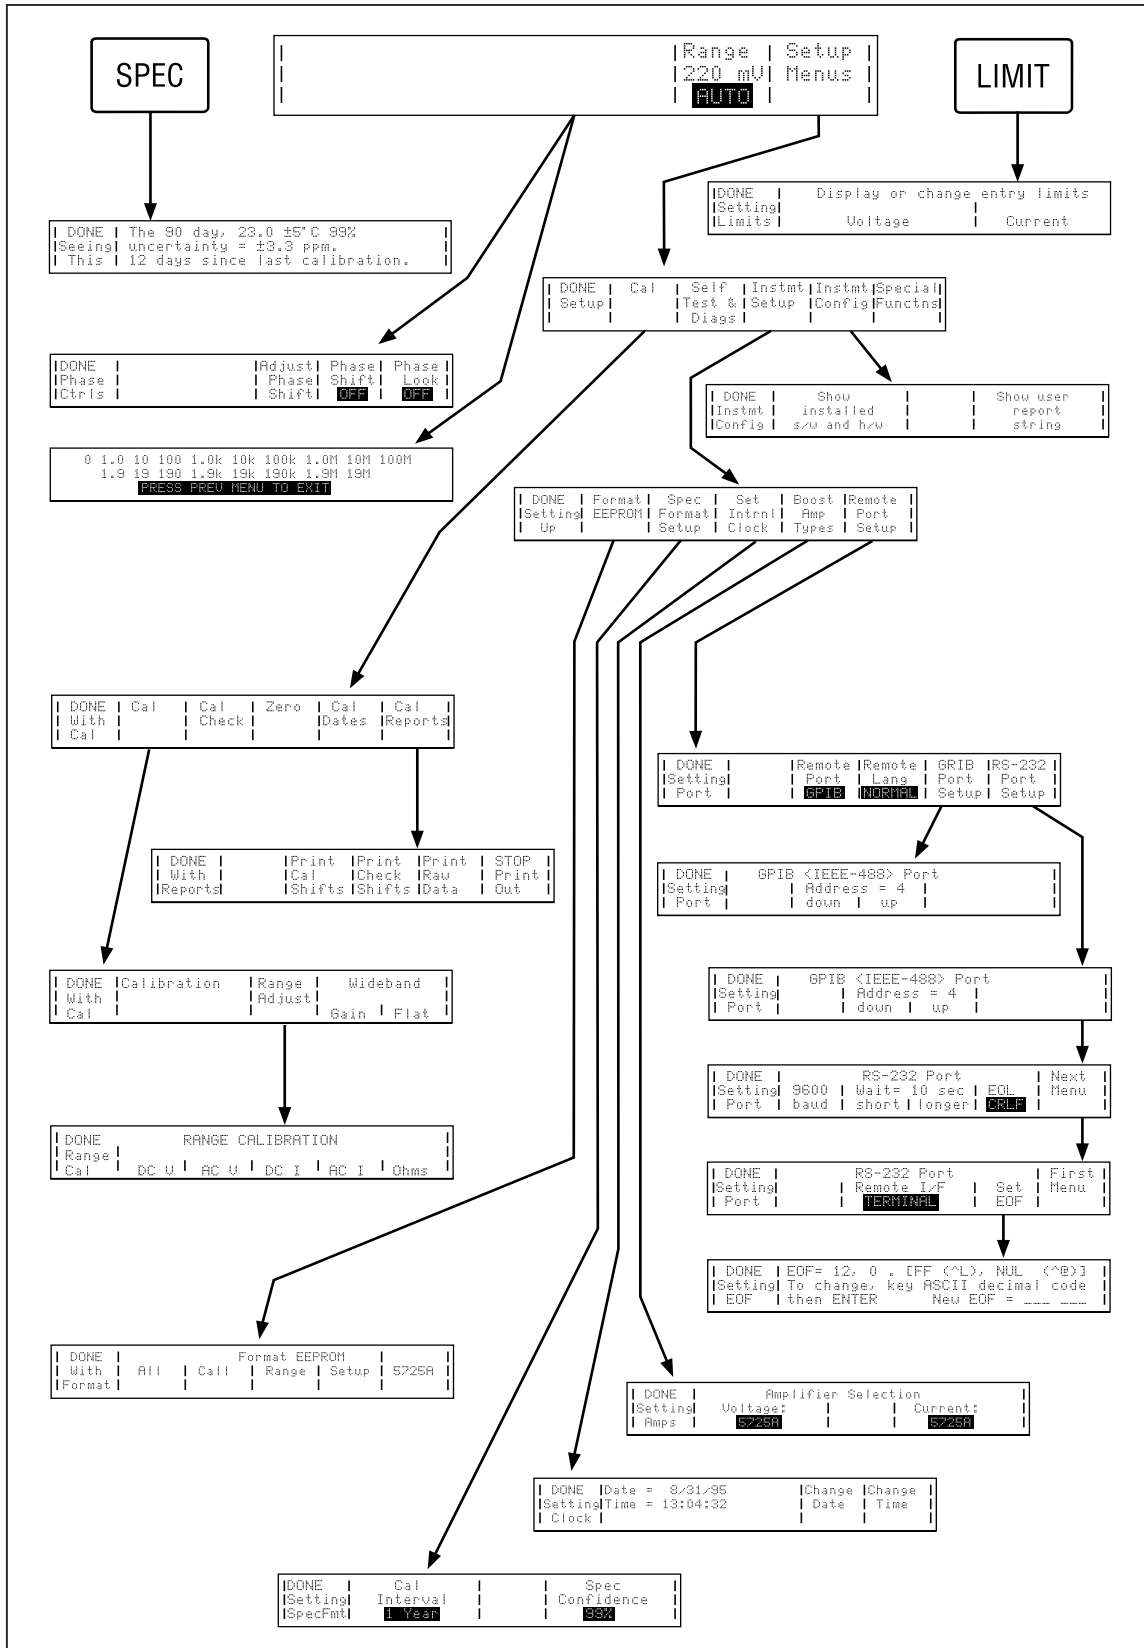 SPEC
Range Setup
220 mV Menus
AUTO
LIMIT
DONE Display or change entry limits
Setting
Limits Voltage Current
DONE The 90 day, 23.0 ±5°C 99%
Seeing uncertainty = ±3.3 ppm.
This 12 days since last calibration.
DONE Cal Self Instmt Instmt Special
Setup Test & Setup Config Functns
Diags
DONE Adjust Phase Phase
Phase Phase Shift Look
Ctrls Shift OFF OFF
DONE Show Show user
Instmt installed report
Config s/w and h/w string
0 1.0 10 100 1.0k 10k 100k 1.0M 10M 100M
1.9 19 190 1.9k 19k 190k 1.9M 19M
PRESS PREV MENU TO EXIT
DONE Format Spec Set Boost Remote
Setting EEPROM Format Intrnl Amp Port
Up Setup Clock Types Setup
DONE Cal Cal Zero Cal Cal
With Check Dates Reports
Cal
DONE Remote Remote GRIB RS-232
Setting Port Lang Port Port
Port GPIB NORMAL Setup Setup
DONE Print Print Print STOP
With Cal Check Raw Print
Reports Shifts Shifts Data Out
DONE GPIB <IEEE-488> Port
Setting Address = 4
Port down up
DONE Calibration Range Wideband
With Adjust
Cal Gain Flat
DONE GPIB <IEEE-488> Port
Setting Address = 4
Port down up
DONE RS-232 Port Next
Setting 9600 Wait= 10 sec EOL Menu
Port baud short longer CRLF
DONE RANGE CALIBRATION
Range
Cal DC V AC V DC I AC I Ohms
DONE RS-232 Port First
Setting Remote I/F Set Menu
Port TERMINAL EOF
DONE EOF= 12, 0 . [FF (^L), NUL (^@)]
Setting To change, key ASCII decimal code
EOF then ENTER New EOF = ___ ___
DONE Format EEPROM
With All Call Range Setup 5725A
Format
DONE Amplifier Selection
Setting Voltage: Current:
Amps 5725A 5725A
DONE Date = 8/31/95 Change Change
Setting Time = 13:04:32 Date Time
Clock
DONE Cal Spec
Setting Interval Confidence
SpecFmt 1 Year 99%